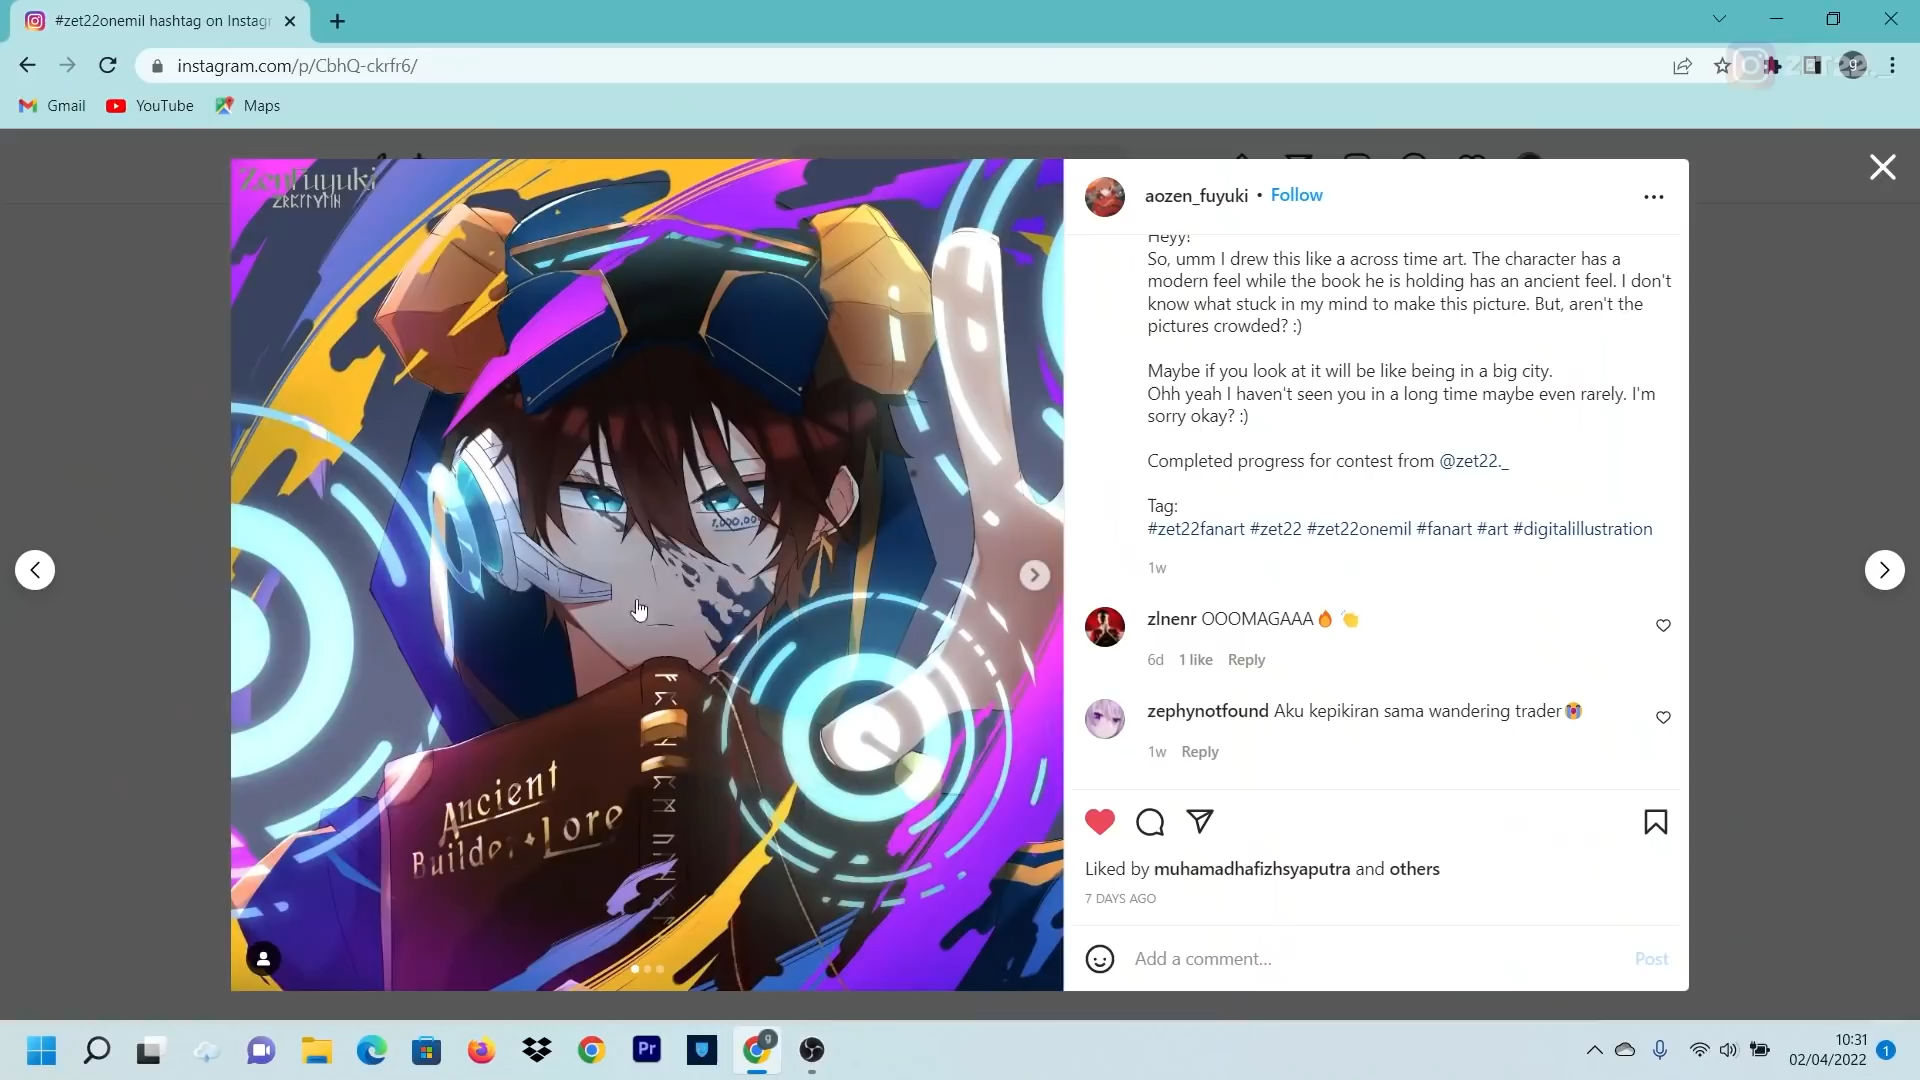 #zet22onemil hashtag on Instagr
instagram.com/p/CbhQ-ckrfr6/
Gmail
YouTube
Maps
ZenFuyuki
aozen_fuyuki • Follow
Heyy!
So, umm I drew this like a across time art. The character has a
modern feel while the book he is holding has an ancient feel. I don't
know what stuck in my mind to make this picture. But, aren't the
pictures crowded? :)
Maybe if you look at it will be like being in a big city.
Ohh yeah I haven't seen you in a long time maybe even rarely. I'm
sorry okay? :)
Completed progress for contest from @zet22._
Tag:
#zet22fanart #zet22 #zet22onemil #fanart #art #digitalillustration
1w
zlnenr OOOMAGAAA🔥 👏
6d 1 like Reply
zephynotfound Aku kepikiran sama wandering trader😭
1w Reply
1.000.00
Ancient
Builder Lore
Liked by muhamadhafizhsyaputra and others
7 DAYS AGO
Add a comment...
Post
g
Pr
10:31
02/04/2022
1